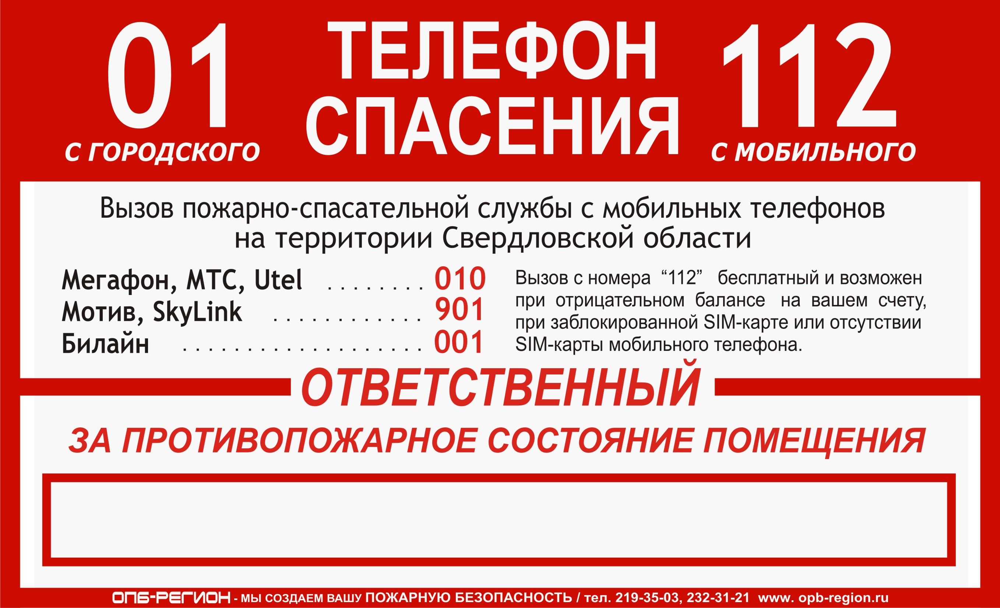 01 ТЕЛЕФОН СПАСЕНИЯ 112
С ГОРОДСКОГО
С МОБИЛЬНОГО
Вызов пожарно-спасательной службы с мобильных телефонов
на территории Свердловской области
Мегафон, МТС, Utel . . . . . . . . 010
Мотив, SkyLink . . . . . . . . . . . . 901
Билайн . . . . . . . . . . . . . . . . . . . 001
Вызов с номера “112” бесплатный и возможен
при отрицательном балансе на вашем счету,
при заблокированной SIM-карте или отсутствии
SIM-карты мобильного телефона.
ОТВЕТСТВЕННЫЙ
ЗА ПРОТИВОПОЖАРНОЕ СОСТОЯНИЕ ПОМЕЩЕНИЯ
ОПБ-РЕГИОН - МЫ СОЗДАЕМ ВАШУ ПОЖАРНУЮ БЕЗОПАСНОСТЬ / тел. 219-35-03, 232-31-21 www. opb-region.ru